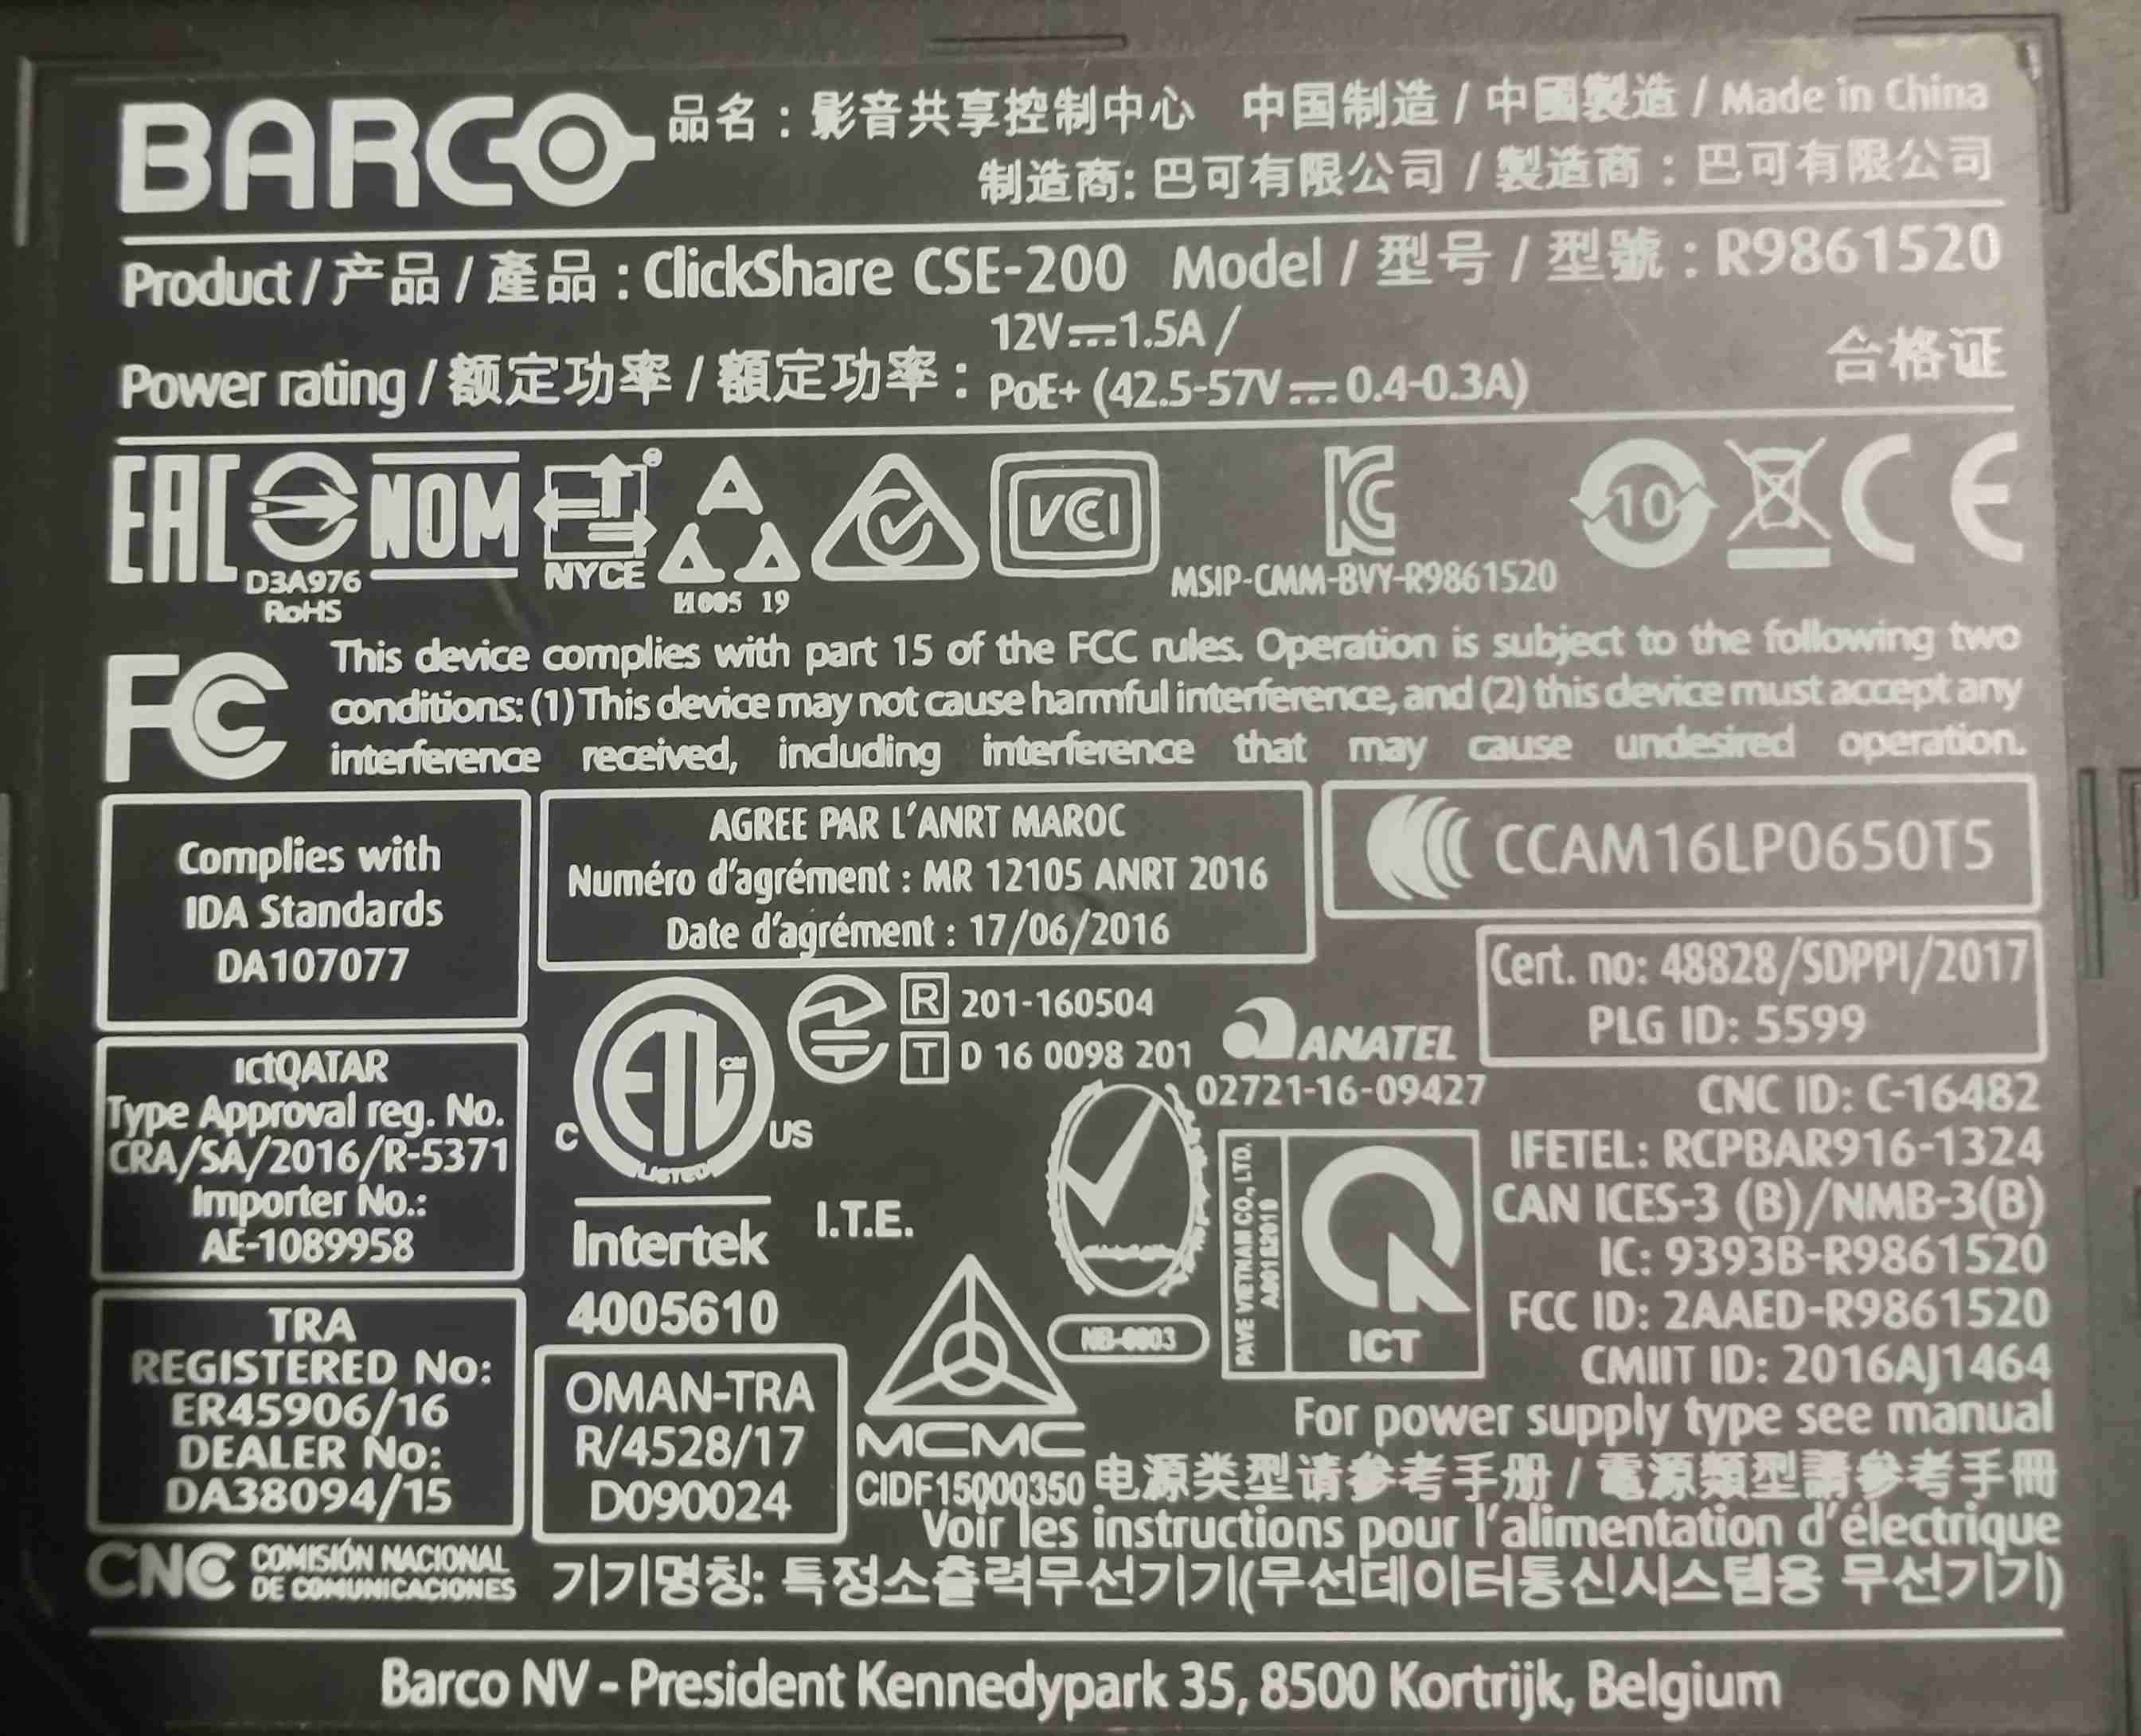 BARCO 品名：影音共享控制中心 中国制造 / 中國製造 / Made in China
制造商: 巴可有限公司 / 製造商：巴可有限公司
Product / 产品 / 產品 : ClickShare CSE-200 Model / 型号 / 型號 : R9861520
12V⎓1.5A /
Power rating / 额定功率 / 額定功率 : PoE+ (42.5-57V⎓0.4-0.3A) 合格证
EAC NOM NYCE VCCI 10 CE
D3A976
RoHS
И005 19
MSIP-CMM-BVY-R9861520
FC This device complies with part 15 of the FCC rules. Operation is subject to the following two
conditions: (1) This device may not cause harmful interference, and (2) this device must accept any
interference received, including interference that may cause undesired operation.
Complies with
IDA Standards
DA107077
AGREE PAR L'ANRT MAROC
Numéro d'agrément : MR 12105 ANRT 2016
Date d'agrément : 17/06/2016
CCAM16LP0650T5
Cert. no: 48828/SDPPI/2017
PLG ID: 5599
ictQATAR
Type Approval reg. No.
CRA/SA/2016/R-5371
Importer No.:
AE-1089958
ETL CM
LISTED
C US
Intertek
4005610
I.T.E.
R 201-160504
T D 16 0098 201
ANATEL
02721-16-09427
NB-0003
PAVE VIETNAM CO., LTD.
A00162010
ICT
CNC ID: C-16482
IFETEL: RCPBAR916-1324
CAN ICES-3 (B)/NMB-3(B)
IC: 9393B-R9861520
FCC ID: 2AAED-R9861520
CMIIT ID: 2016AJ1464
TRA
REGISTERED No:
ER45906/16
DEALER No:
DA38094/15
OMAN-TRA
R/4528/17
D090024
MCMC
CIDF15000350
For power supply type see manual
电源类型请参考手册 / 電源類型請參考手冊
Voir les instructions pour l'alimentation d'électrique
CNC COMISIÓN NACIONAL
DE COMUNICACIONES
기기명칭: 특정소출력무선기기(무선데이터통신시스템용 무선기기)
Barco NV - President Kennedypark 35, 8500 Kortrijk, Belgium